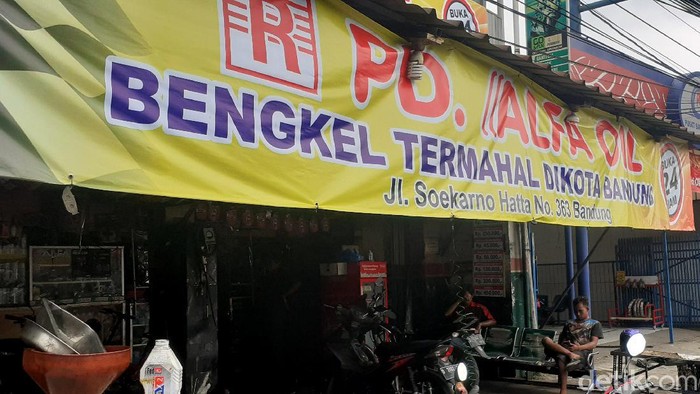 R PD. //ALFA OIL
BENGKEL TERMAHAL DIKOTA BANDUNG
Jl. Soekarno Hatta No. 363 Bandung
BUKA
24
JAM
BUKA
detikcom